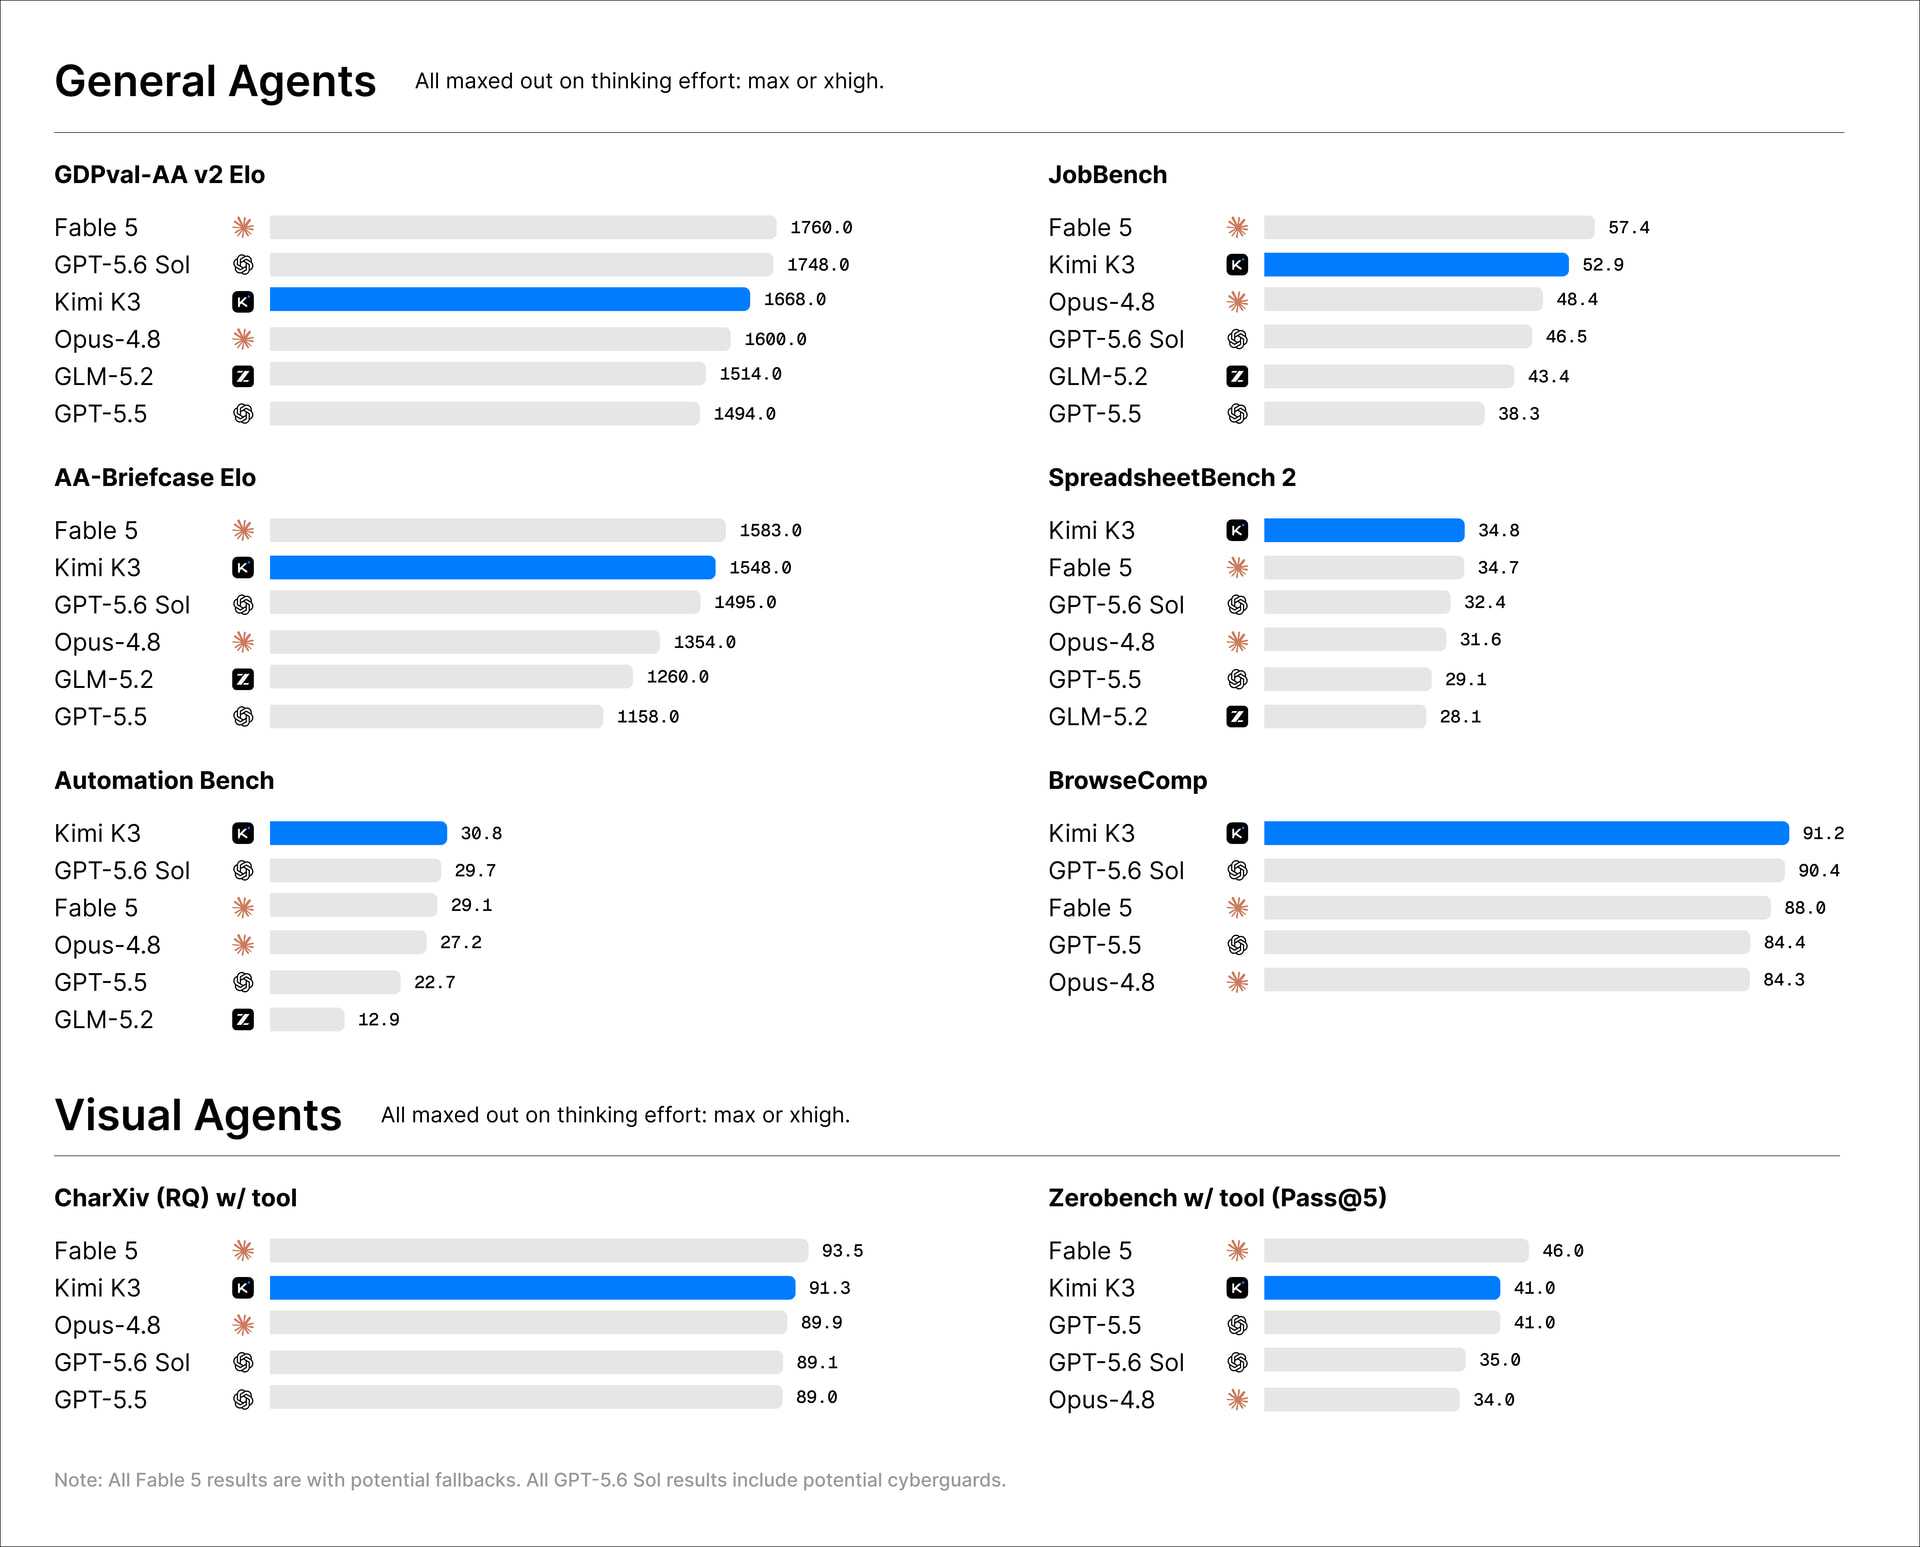 General Agents All maxed out on thinking effort: max or xhigh.
GDPval-AA v2 Elo
Fable 5 1760.0
GPT-5.6 Sol 1748.0
Kimi K3 1668.0
Opus-4.8 1600.0
GLM-5.2 1514.0
GPT-5.5 1494.0
JobBench
Fable 5 57.4
Kimi K3 52.9
Opus-4.8 48.4
GPT-5.6 Sol 46.5
GLM-5.2 43.4
GPT-5.5 38.3
AA-Briefcase Elo
Fable 5 1583.0
Kimi K3 1548.0
GPT-5.6 Sol 1495.0
Opus-4.8 1354.0
GLM-5.2 1260.0
GPT-5.5 1158.0
SpreadsheetBench 2
Kimi K3 34.8
Fable 5 34.7
GPT-5.6 Sol 32.4
Opus-4.8 31.6
GPT-5.5 29.1
GLM-5.2 28.1
Automation Bench
Kimi K3 30.8
GPT-5.6 Sol 29.7
Fable 5 29.1
Opus-4.8 27.2
GPT-5.5 22.7
GLM-5.2 12.9
BrowseComp
Kimi K3 91.2
GPT-5.6 Sol 90.4
Fable 5 88.0
GPT-5.5 84.4
Opus-4.8 84.3
Visual Agents All maxed out on thinking effort: max or xhigh.
CharXiv (RQ) w/ tool
Fable 5 93.5
Kimi K3 91.3
Opus-4.8 89.9
GPT-5.6 Sol 89.1
GPT-5.5 89.0
Zerobench w/ tool (Pass@5)
Fable 5 46.0
Kimi K3 41.0
GPT-5.5 41.0
GPT-5.6 Sol 35.0
Opus-4.8 34.0
Note: All Fable 5 results are with potential fallbacks. All GPT-5.6 Sol results include potential cyberguards.